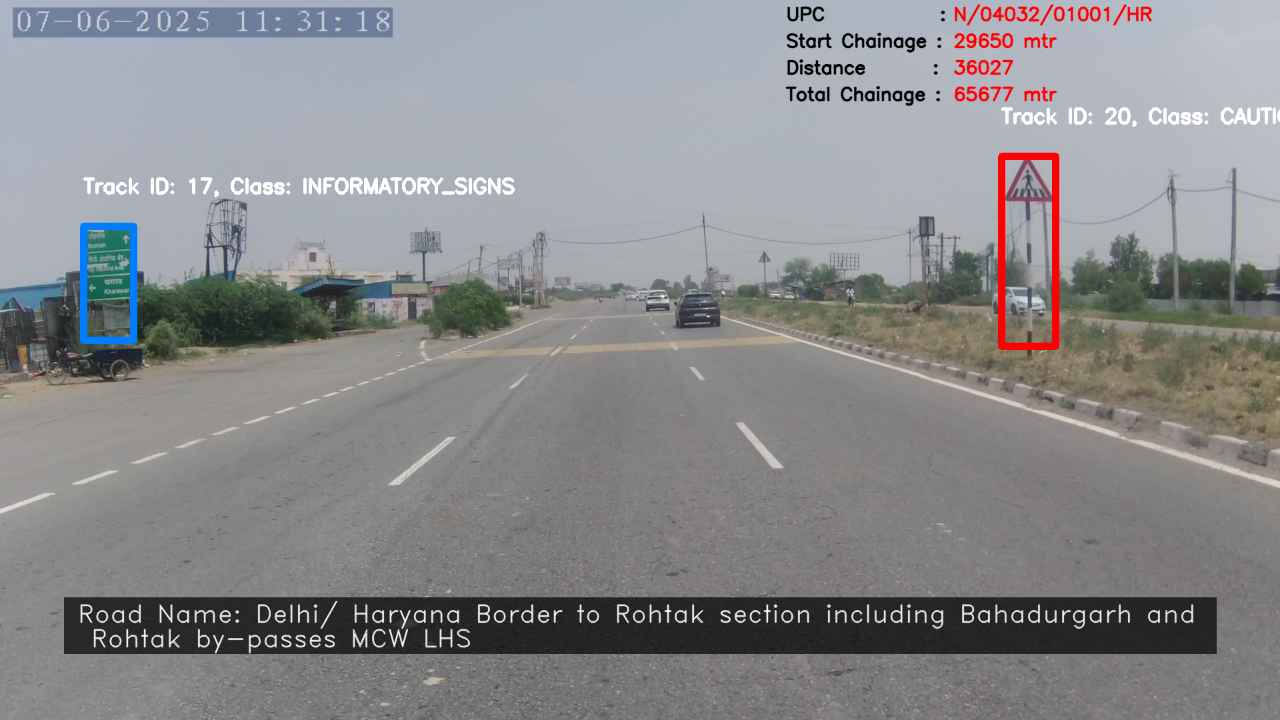 07-06-2025 11:31:18
UPC : N/04032/01001/HR
Start Chainage : 29650 mtr
Distance : 36027
Total Chainage : 65677 mtr
Track ID: 20, Class: CAUTI
Track ID: 17, Class: INFORMATORY_SIGNS
Road Name: Delhi/ Haryana Border to Rohtak section including Bahadurgarh and
Rohtak by-passes MCW LHS